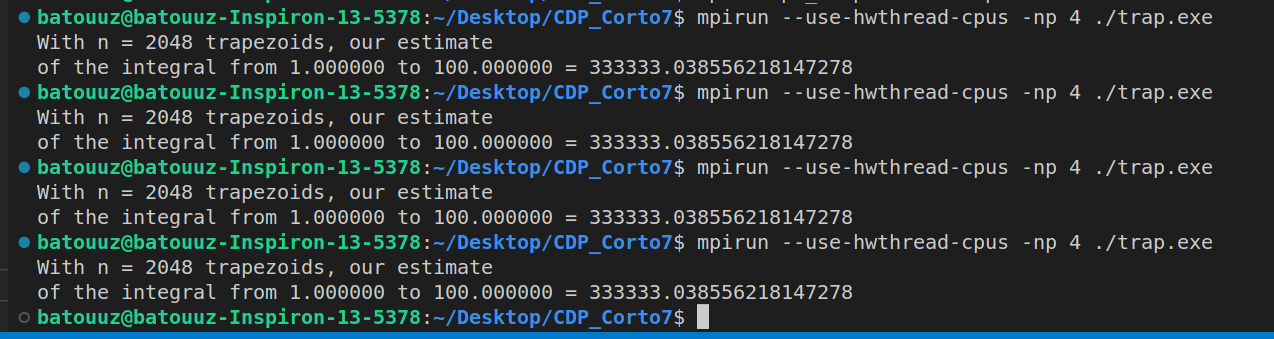 batouuz@batouuz-Inspiron-13-5378:~/Desktop/CDP_Corto7$ mpirun --use-hwthread-cpus -np 4 ./trap.exe
With n = 2048 trapezoids, our estimate
of the integral from 1.000000 to 100.000000 = 333333.038556218147278
batouuz@batouuz-Inspiron-13-5378:~/Desktop/CDP_Corto7$ mpirun --use-hwthread-cpus -np 4 ./trap.exe
With n = 2048 trapezoids, our estimate
of the integral from 1.000000 to 100.000000 = 333333.038556218147278
batouuz@batouuz-Inspiron-13-5378:~/Desktop/CDP_Corto7$ mpirun --use-hwthread-cpus -np 4 ./trap.exe
With n = 2048 trapezoids, our estimate
of the integral from 1.000000 to 100.000000 = 333333.038556218147278
batouuz@batouuz-Inspiron-13-5378:~/Desktop/CDP_Corto7$ mpirun --use-hwthread-cpus -np 4 ./trap.exe
With n = 2048 trapezoids, our estimate
of the integral from 1.000000 to 100.000000 = 333333.038556218147278
batouuz@batouuz-Inspiron-13-5378:~/Desktop/CDP_Corto7$